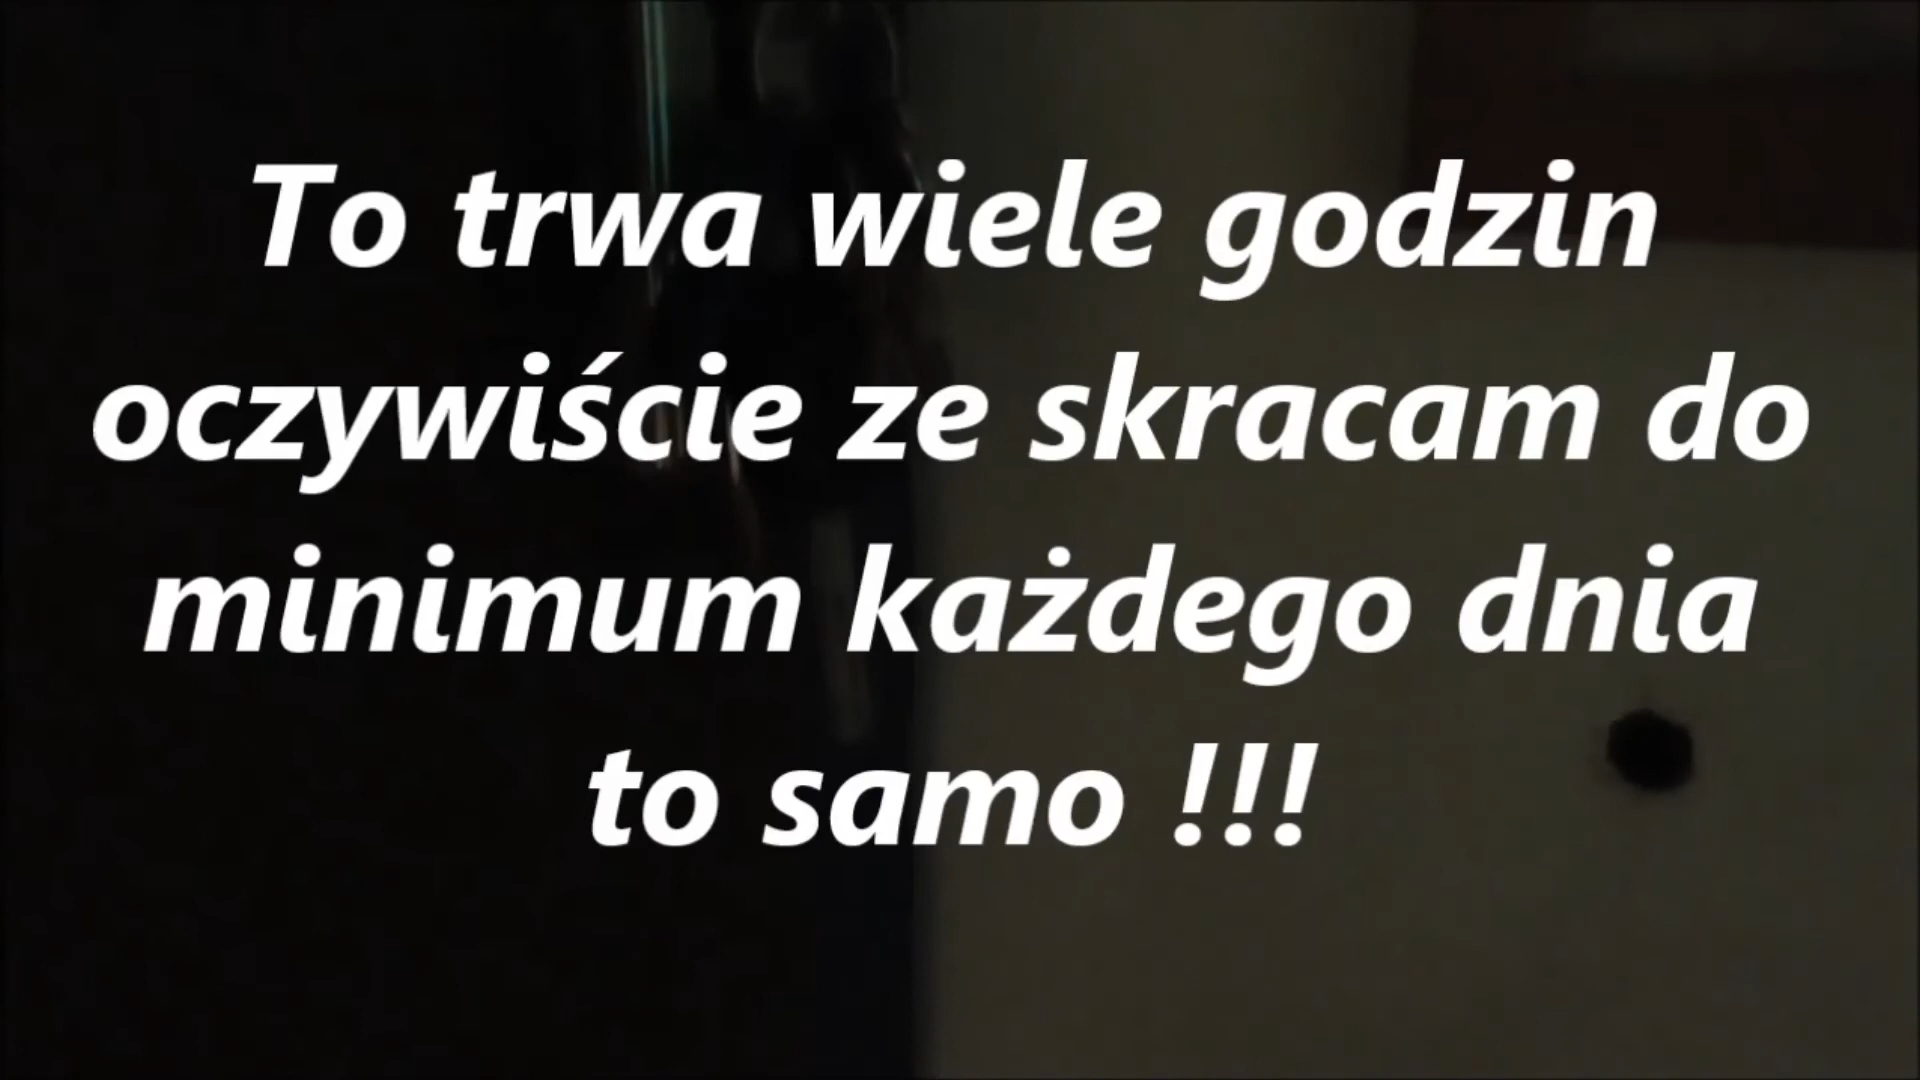 To trwa wiele godzin
oczywiście ze skracam do
minimum każdego dnia
to samo !!!